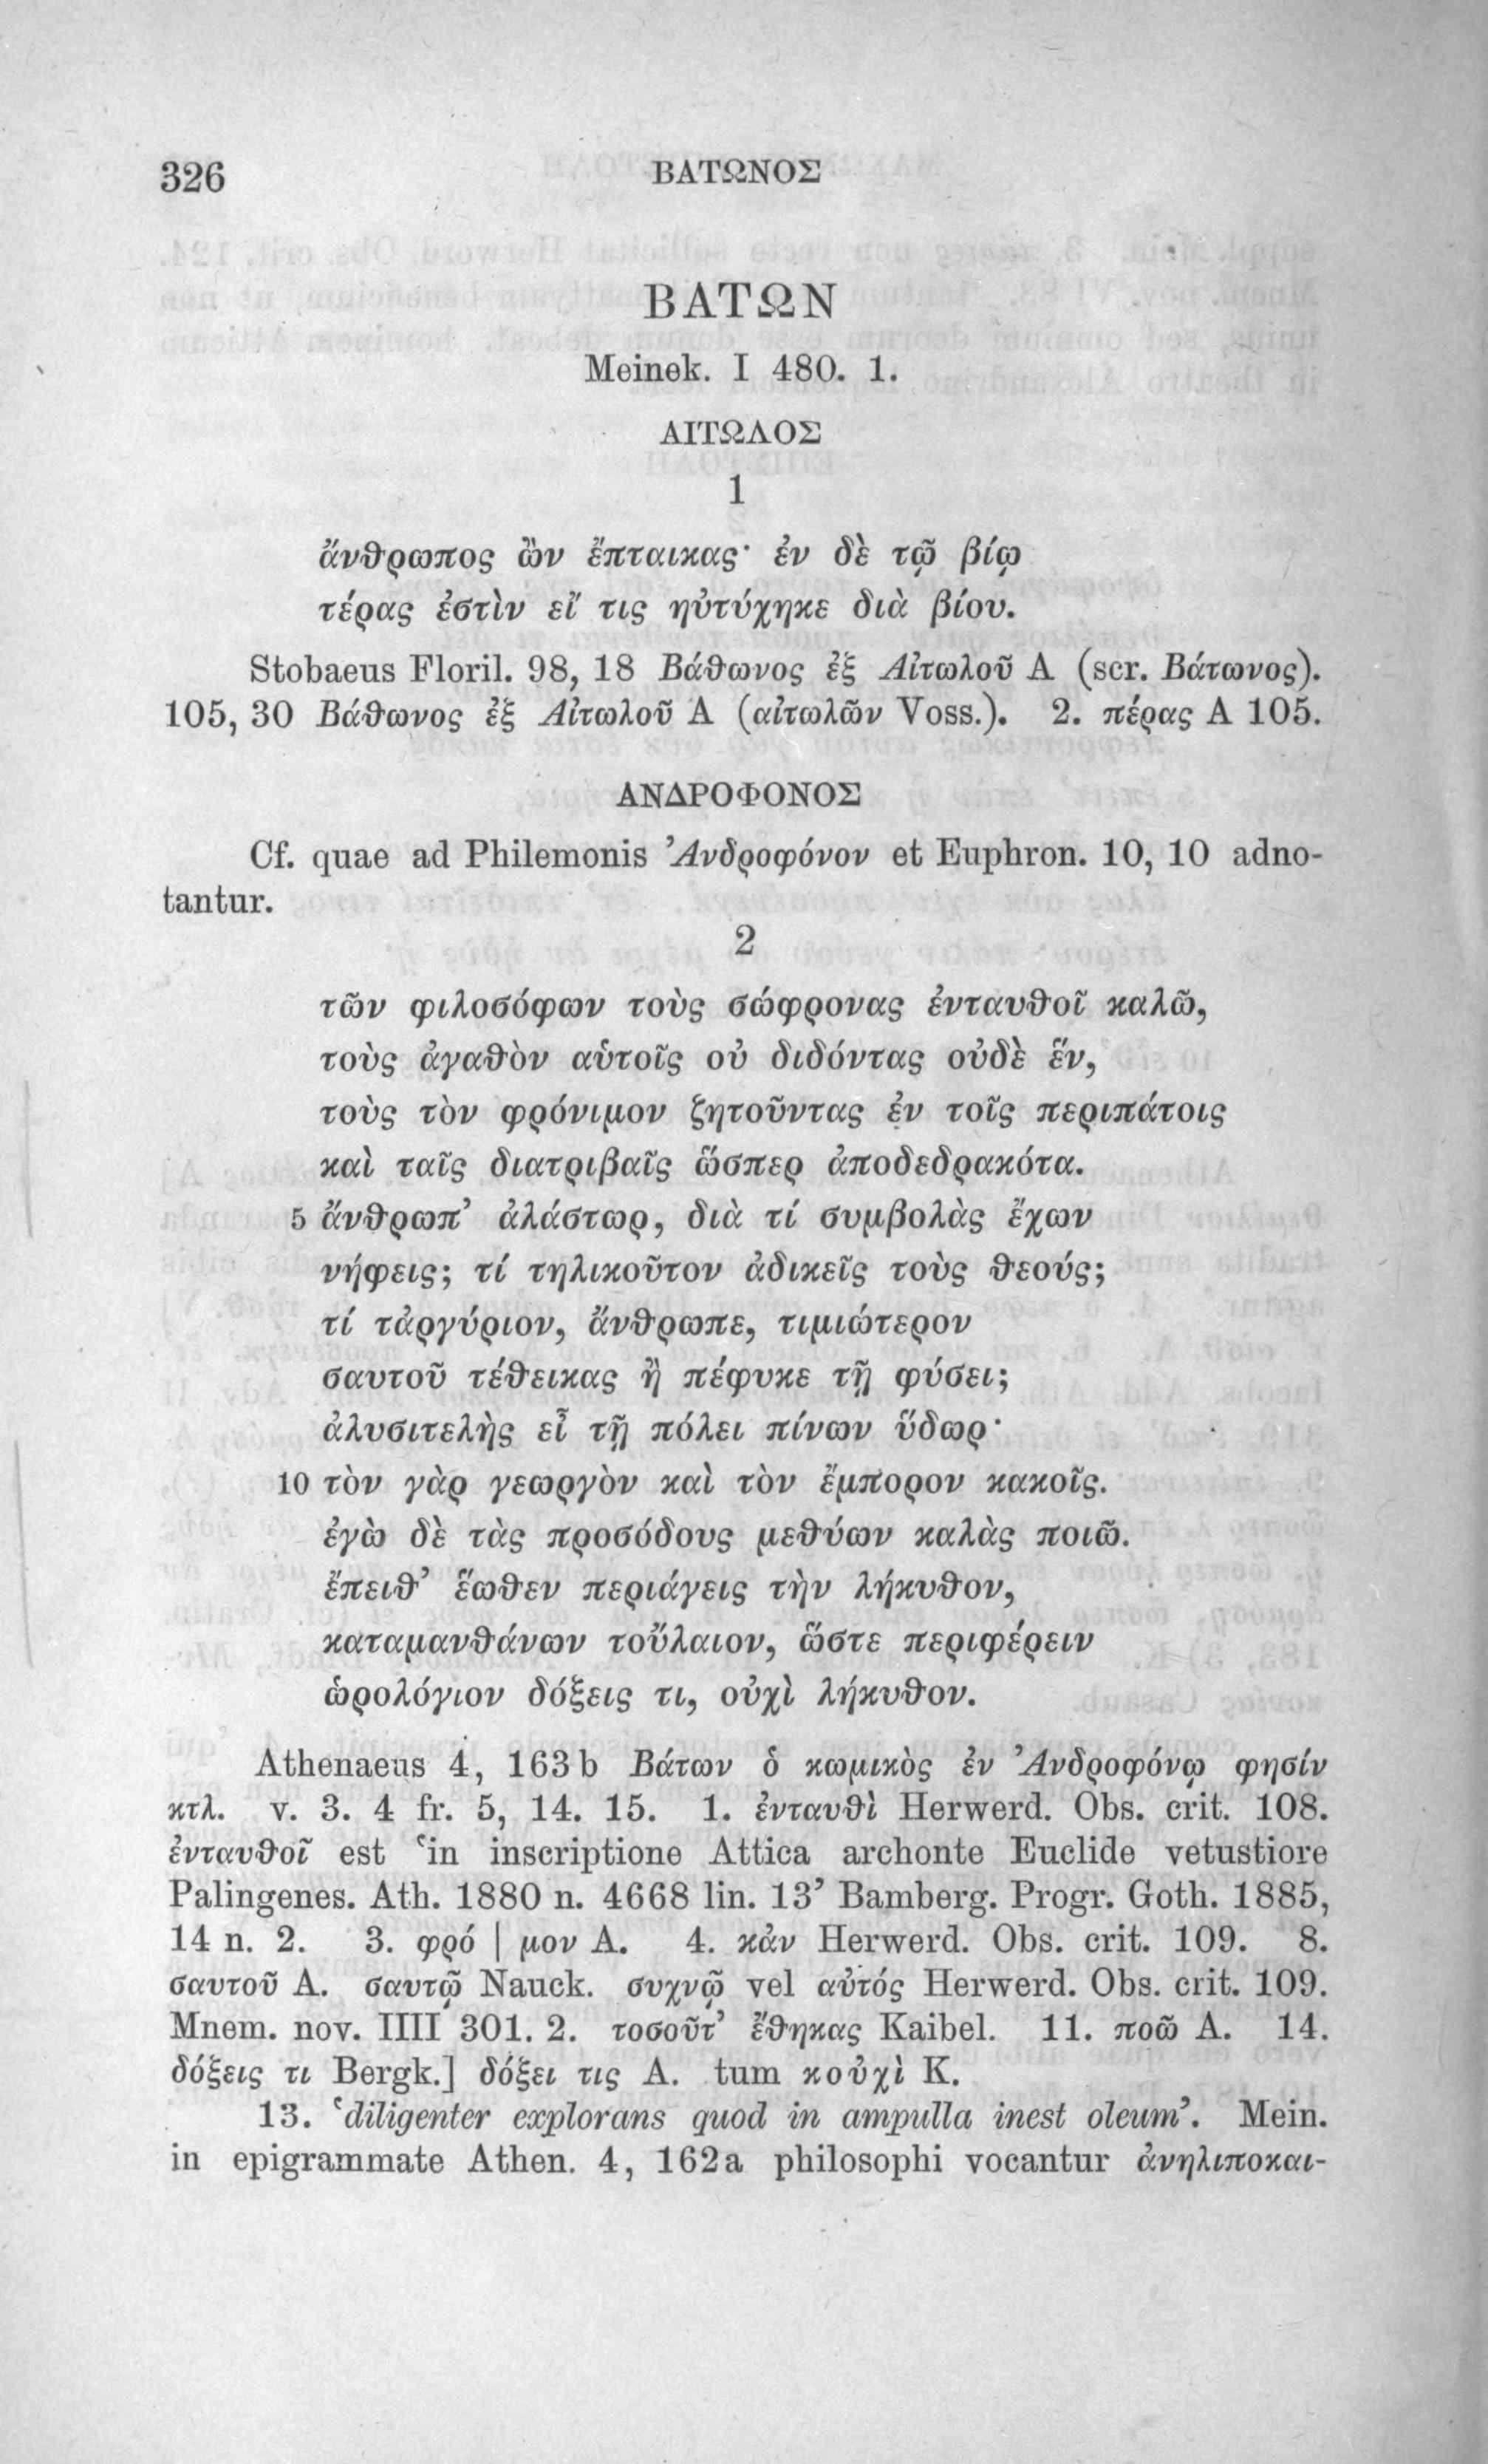 326
ΒΑΤΩΝΟΣ
ΒΑΤΩΝ
Meinek. I 480. 1.
ΑΙΤΩΛΟΣ
1
ἄνθρωπος ὢν ἔπταικας· ἐν δὲ τῷ βίῳ
τέρας ἐστὶν εἴ τις ηὐτύχηκε διὰ βίου.
Stobaeus Floril. 98, 18 Βάθωνος ἐξ Αἰτωλοῦ A (scr. Βάτωνος).
105, 30 Βάθωνος ἐξ Αἰτωλοῦ A (αἰτωλῶν Voss.). 2. πέρας A 105.
ΑΝΔΡΟΦΟΝΟΣ
Cf. quae ad Philemonis Ἀνδροφόνον et Euphron. 10, 10 adno-
tantur.
2
τῶν φιλοσόφων τοὺς σώφρονας ἐνταυθοῖ καλῶ,
τοὺς ἀγαθὸν αὑτοῖς οὐ διδόντας οὐδὲ ἕν,
τοὺς τὸν φρόνιμον ζητοῦντας ἐν τοῖς περιπάτοις
καὶ ταῖς διατριβαῖς ὥσπερ ἀποδεδρακότα.
5 ἄνθρωπ’ ἀλάστωρ, διὰ τί συμβολὰς ἔχων
νήφεις; τί τηλικοῦτον ἀδικεῖς τοὺς θεούς;
τί τἀργύριον, ἄνθρωπε, τιμιώτερον
σαυτοῦ τέθεικας ἢ πέφυκε τῇ φύσει;
ἀλυσιτελὴς εἶ τῇ πόλει πίνων ὕδωρ·
10 τὸν γὰρ γεωργὸν καὶ τὸν ἔμπορον κακοῖς.
ἐγὼ δὲ τὰς προσόδους μεθύων καλὰς ποιῶ.
ἔπειθ’ ἕωθεν περιάγεις τὴν λήκυθον,
καταμανθάνων τοὔλαιον, ὥστε περιφέρειν
ὡρολόγιον δόξεις τι, οὐχὶ λήκυθον.
Athenaeus 4, 163b Βάτων ὁ κωμικὸς ἐν Ἀνδροφόνῳ φησίν
κτλ. v. 3. 4 fr. 5, 14. 15. 1. ἐνταυθὶ Herwerd. Obs. crit. 108.
ἐνταυθοῖ est ‘in inscriptione Attica archonte Euclide vetustiore
Palingenes. Ath. 1880 n. 4668 lin. 13’ Bamberg. Progr. Goth. 1885,
14 n. 2. 3. φρό | μον A. 4. κἀν Herwerd. Obs. crit. 109. 8.
σαυτοῦ A. σαυτῷ Nauck. συχνῷ vel αὐτός Herwerd. Obs. crit. 109.
Mnem. nov. IIII 301. 2. τοσοῦτ’ ἔθηκας Kaibel. 11. ποῶ A. 14.
δόξεις τι Bergk.] δόξει τις A. tum κοὐχὶ K.
13. ‘diligenter explorans quod in ampulla inest oleum’. Mein.
in epigrammate Athen. 4, 162a philosophi vocantur ἀνηλιποκαι-